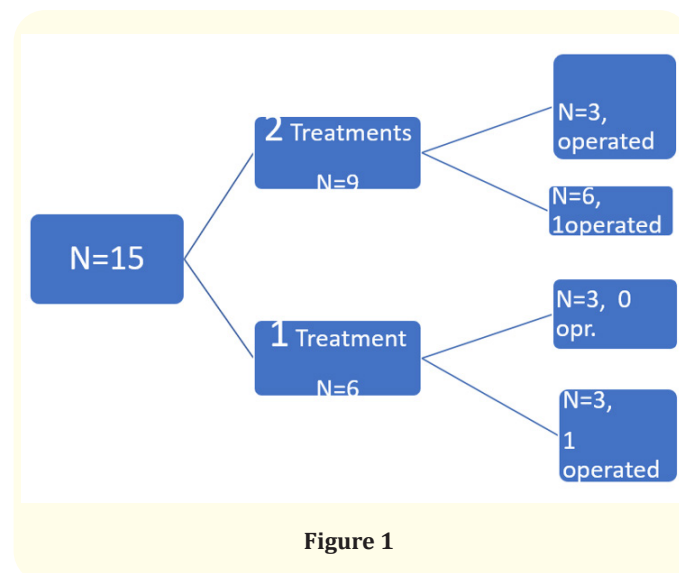 N=15
2 Treatments
N=9
1 Treatment
N=6
N=3,
operated
N=6,
1operated
N=3, 0
opr.
N=3,
1
operated
Figure 1